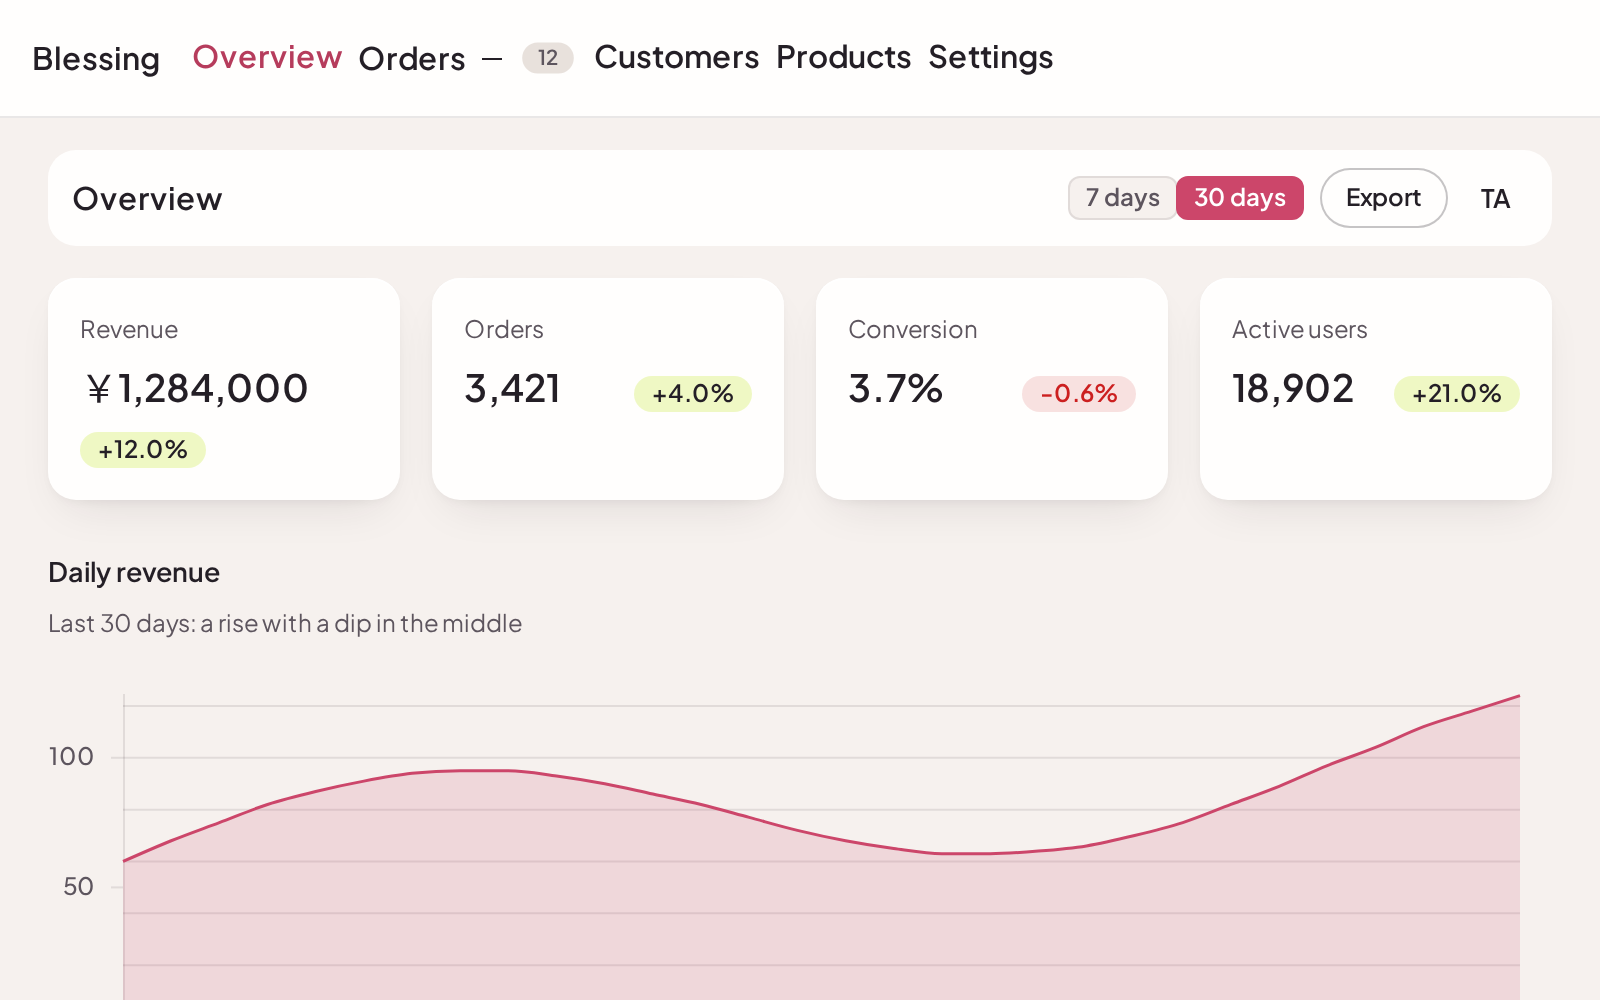 Blessing Overview Orders — 12 Customers Products Settings
Overview 7 days 30 days Export TA
Revenue
¥1,284,000
+12.0%
Orders
3,421 +4.0%
Conversion
3.7% -0.6%
Active users
18,902 +21.0%
Daily revenue
Last 30 days: a rise with a dip in the middle
100
50